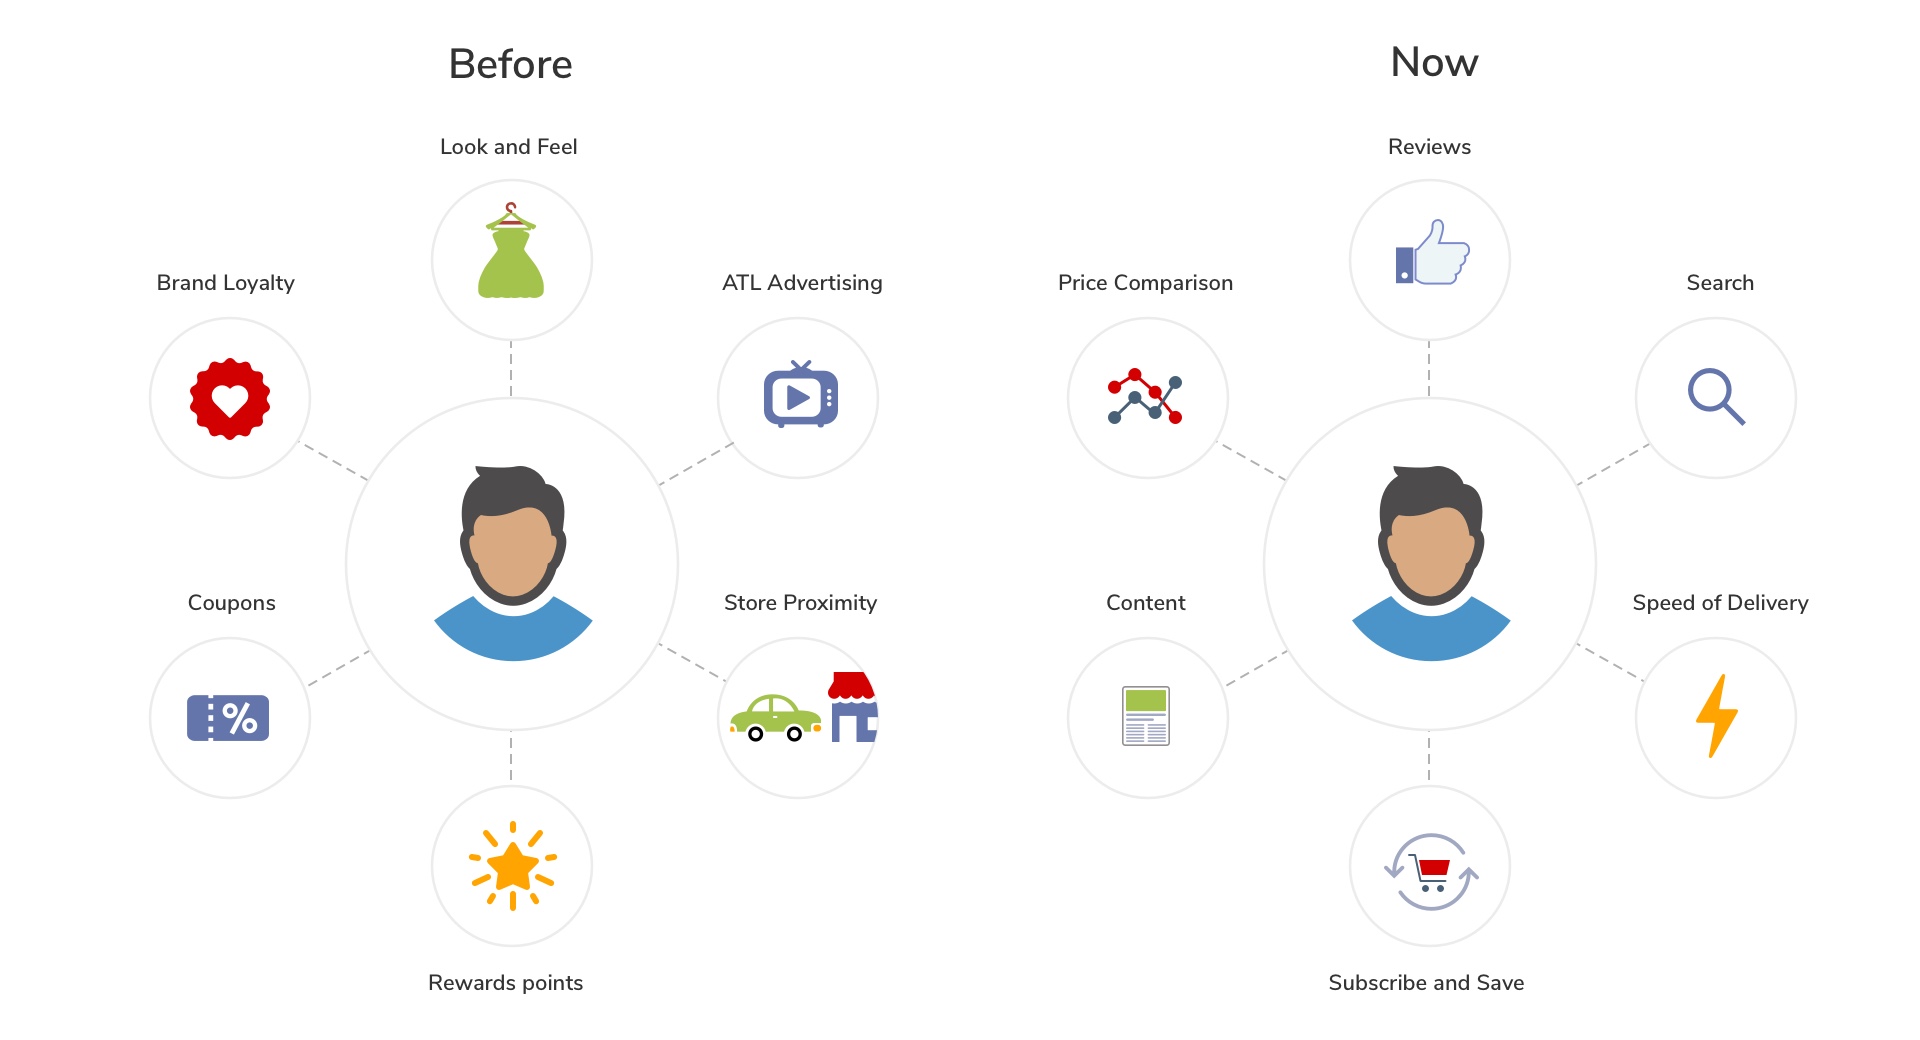 Before
Look and Feel
Brand Loyalty
ATL Advertising
Coupons
Store Proximity
%
Rewards points
Now
Reviews
Price Comparison
Search
Content
Speed of Delivery
Subscribe and Save